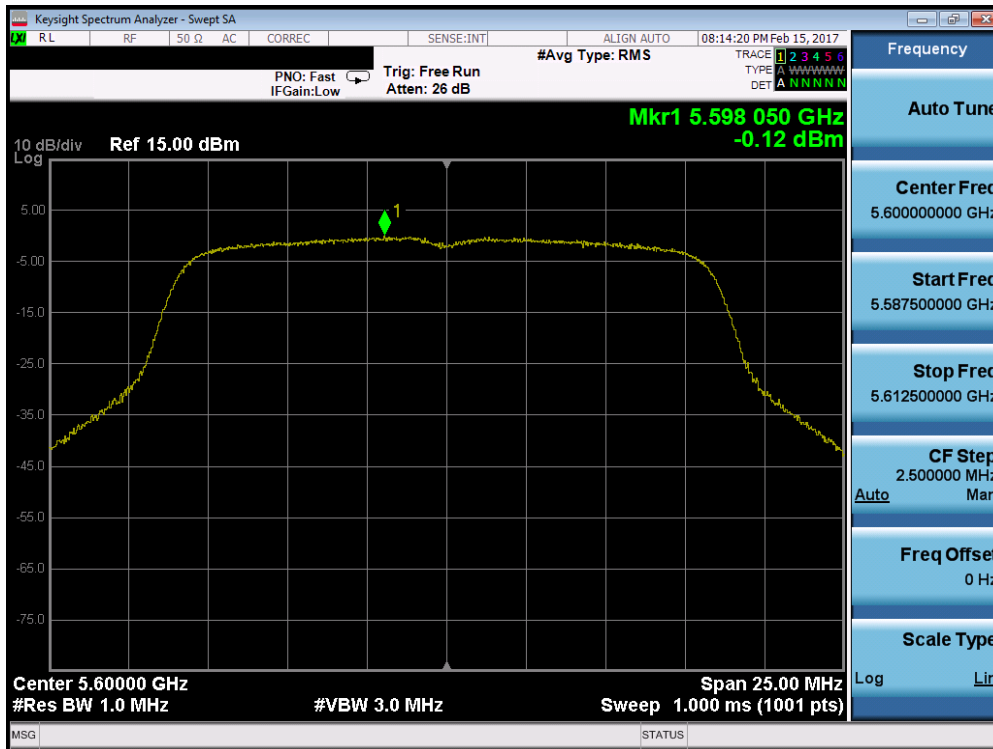 Keysight Spectrum Analyzer - Swept SA
LXI RL RF 50 Ω AC CORREC SENSE:INT ALIGN AUTO 08:14:20 PM Feb 15, 2017
#Avg Type: RMS TRACE 1 2 3 4 5 6
PNO: Fast Trig: Free Run TYPE A WWWWW
IFGain:Low Atten: 26 dB DET A N N N N N
Mkr1 5.598 050 GHz
-0.12 dBm
10 dB/div Ref 15.00 dBm
Log
1
5.00
-5.00
-15.0
-25.0
-35.0
-45.0
-55.0
-65.0
-75.0
Center 5.60000 GHz Span 25.00 MHz
#Res BW 1.0 MHz #VBW 3.0 MHz Sweep 1.000 ms (1001 pts)
MSG STATUS
Frequency
Auto Tune
Center Freq
5.600000000 GHz
Start Freq
5.587500000 GHz
Stop Freq
5.612500000 GHz
CF Step
2.500000 MHz
Auto Man
Freq Offset
0 Hz
Scale Type
Log Lin